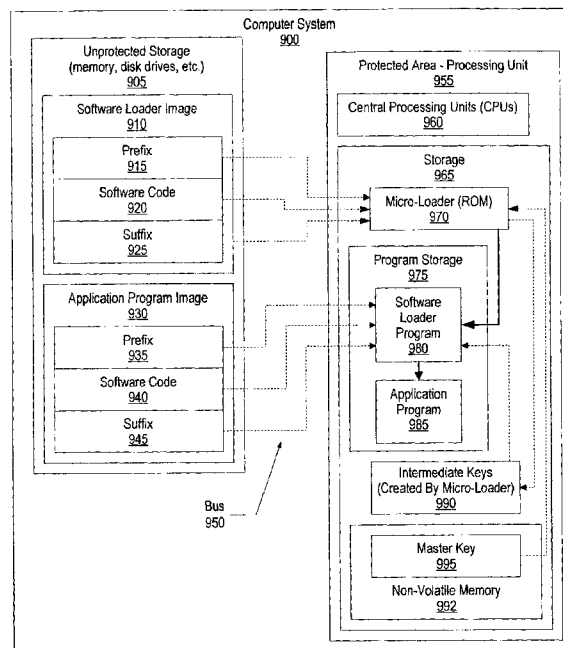 Computer System
900
Unprotected Storage
(memory, disk drives, etc.)
905
Software Loader Image
910
Prefix
915
Software Code
920
Suffix
925
Application Program Image
930
Prefix
935
Software Code
940
Suffix
945
Bus
950
Protected Area - Processing Unit
955
Central Processing Units (CPUs)
960
Storage
965
Micro-Loader (ROM)
970
Program Storage
975
Software
Loader
Program
980
Application
Program
985
Intermediate Keys
(Created By Micro-Loader)
990
Master Key
995
Non-Volatile Memory
992